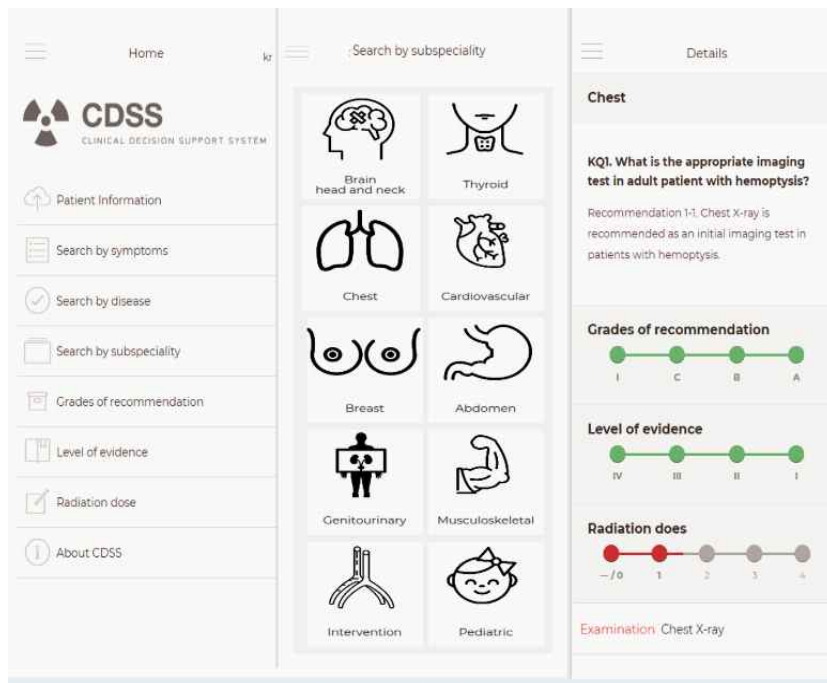 Home
kr
CDSS
CLINICAL DECISION SUPPORT SYSTEM
Patient Information
Search by symptoms
Search by disease
Search by subspeciality
Grades of recommendation
Level of evidence
Radiation dose
About CDSS
Search by subspeciality
Brain
head and neck
Thyroid
Chest
Cardiovascular
Breast
Abdomen
Genitourinary
Musculoskeletal
Intervention
Pediatric
Details
Chest
KQ1. What is the appropriate imaging
test in adult patient with hemoptysis?
Recommendation 1-1. Chest X-ray is
recommended as an initial imaging test in
patients with hemoptysis.
Grades of recommendation
I C B A
Level of evidence
IV III II I
Radiation does
—/0 1 2 3 4
Examination Chest X-ray